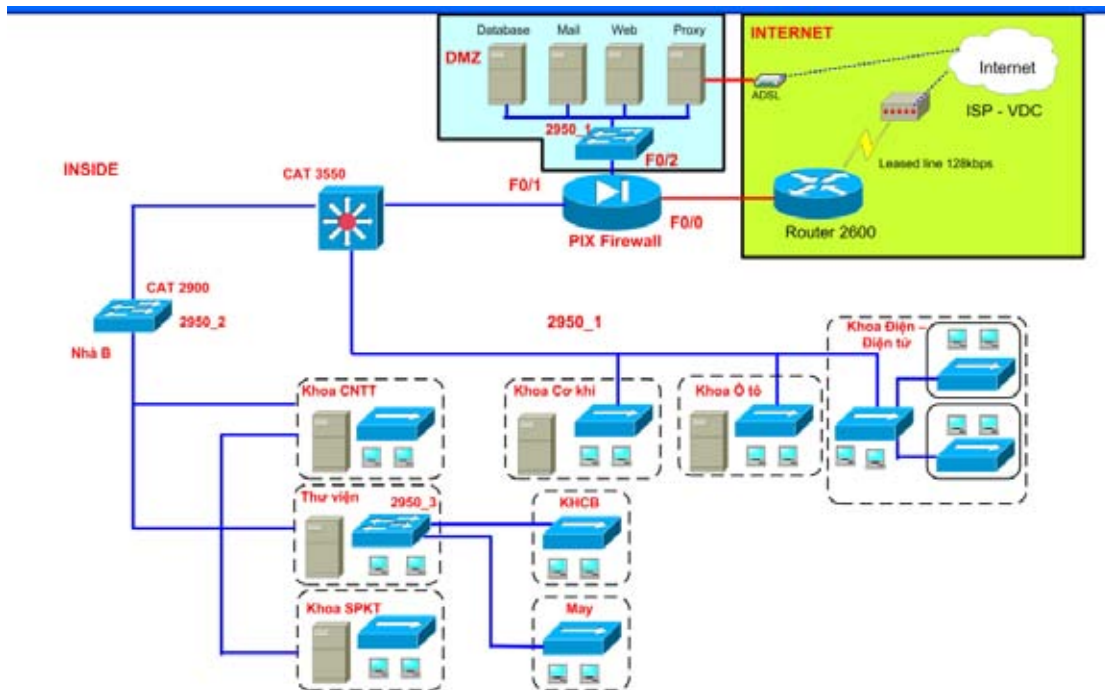 Database Mail Web Proxy
DMZ
2950_1
F0/2
INTERNET
Internet
ADSL
ISP - VDC
Leased line 128kbps
Router 2600
INSIDE
CAT 3550
F0/1
F0/0
PIX Firewall
CAT 2900
2950_2
Nhà B
2950_1
Khoa Điện –
Điện tử
Khoa CNTT
Khoa Cơ khí
Khoa Ô tô
Thư viện
2950_3
KHCB
Khoa SPKT
May